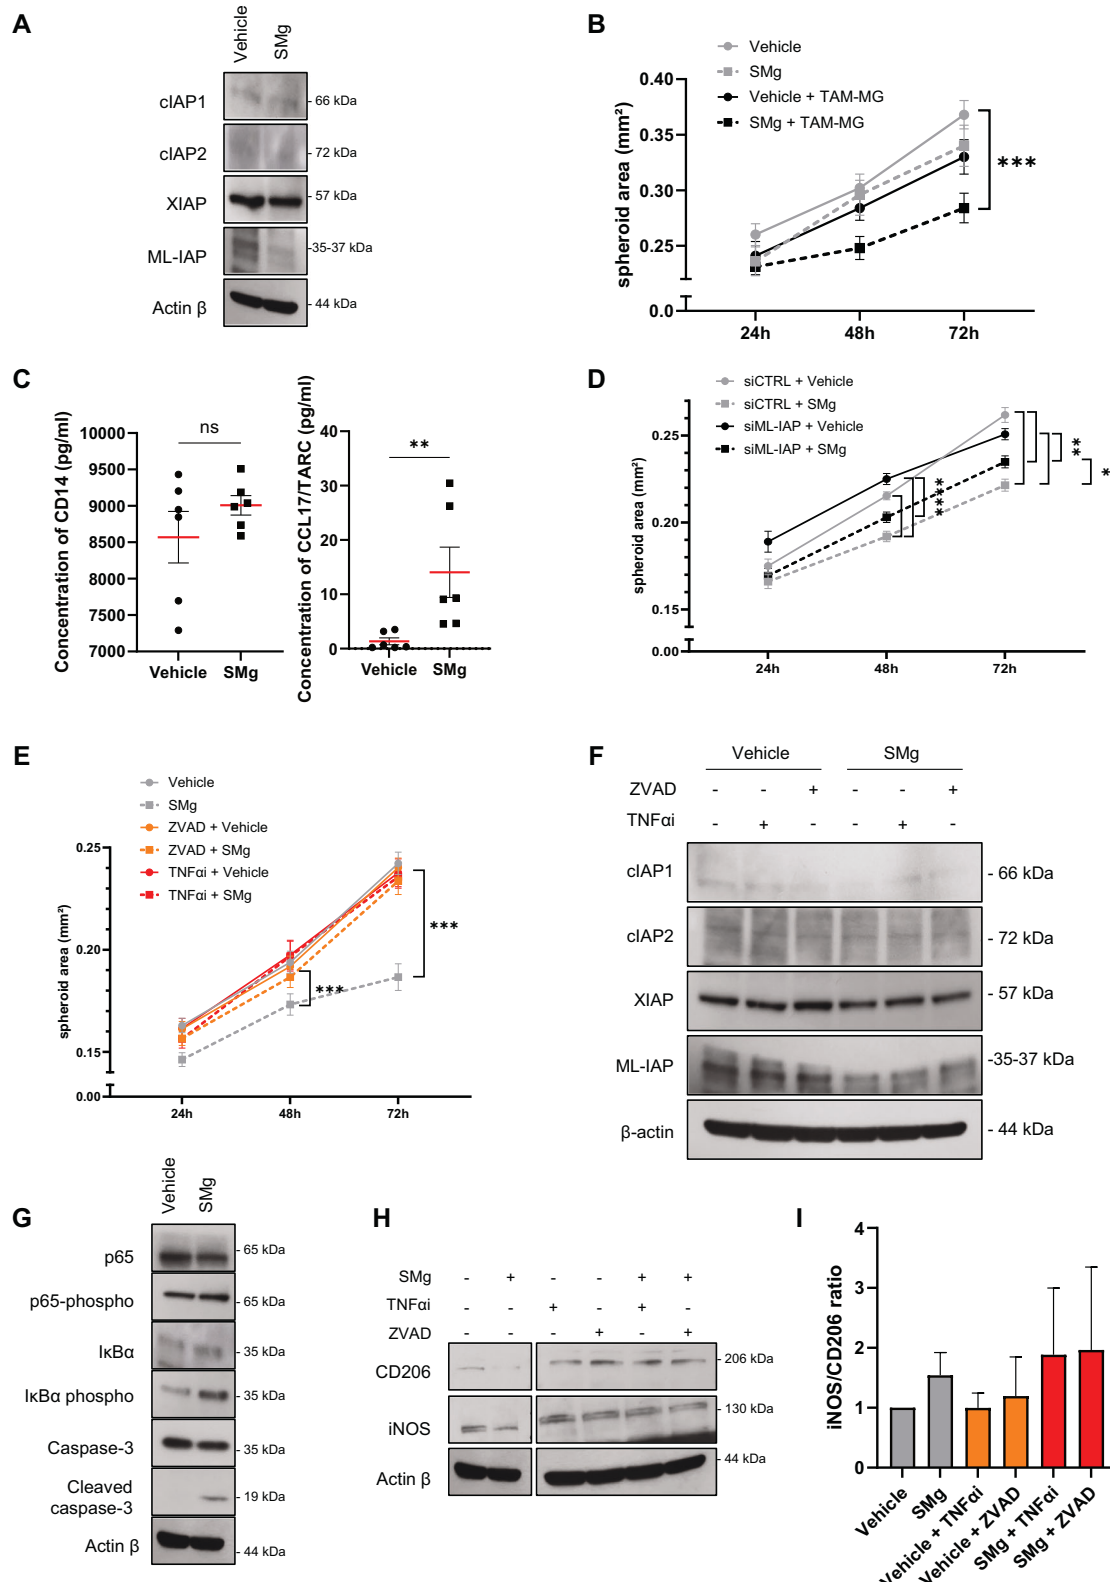 A
Vehicle
SMg
cIAP1
- 66 kDa
cIAP2
- 72 kDa
XIAP
- 57 kDa
ML-IAP
-35-37 kDa
Actin β
- 44 kDa
B
Vehicle
SMg
Vehicle + TAM-MG
SMg + TAM-MG
spheroid area (mm²)
0.40
0.35
0.30
0.25
0.0
24h 48h 72h
***
C
Concentration of CD14 (pg/ml)
10000
9500
9000
8500
8000
7500
7000
ns
Vehicle SMg
Concentration of CCL17/TARC (pg/ml)
40
30
20
10
0
**
Vehicle SMg
D
siCTRL + Vehicle
siCTRL + SMg
siML-IAP + Vehicle
siML-IAP + SMg
spheroid area (mm²)
0.25
0.20
0.15
0.00
24h 48h 72h
****
**
*
E
Vehicle
SMg
ZVAD + Vehicle
ZVAD + SMg
TNFαi + Vehicle
TNFαi + SMg
spheroid area (mm²)
0.25
0.20
0.15
0.00
24h 48h 72h
***
***
F
Vehicle SMg
ZVAD - - + - - +
TNFαi - + - - + -
cIAP1
- 66 kDa
cIAP2
- 72 kDa
XIAP
- 57 kDa
ML-IAP
-35-37 kDa
β-actin
- 44 kDa
G
Vehicle
SMg
p65
- 65 kDa
p65-phospho
- 65 kDa
IκBα
- 35 kDa
IκBα phospho
- 35 kDa
Caspase-3
- 35 kDa
Cleaved
caspase-3
- 19 kDa
Actin β
- 44 kDa
H
SMg - + - - + +
TNFαi - - + - + -
ZVAD - - - + - +
CD206
- 206 kDa
iNOS
- 130 kDa
Actin β
- 44 kDa
I
iNOS/CD206 ratio
4
3
2
1
0
Vehicle
SMg
Vehicle + TNFαi
Vehicle + ZVAD
SMg + TNFαi
SMg + ZVAD